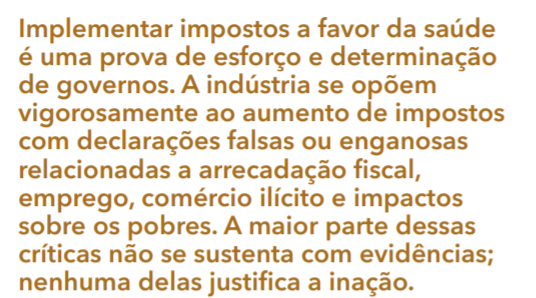 Implementar impostos a favor da saúde
é uma prova de esforço e determinação
de governos. A indústria se opõem
vigorosamente ao aumento de impostos
com declarações falsas ou enganosas
relacionadas a arrecadação fiscal,
emprego, comércio ilícito e impactos
sobre os pobres. A maior parte dessas
críticas não se sustenta com evidências;
nenhuma delas justifica a inação.